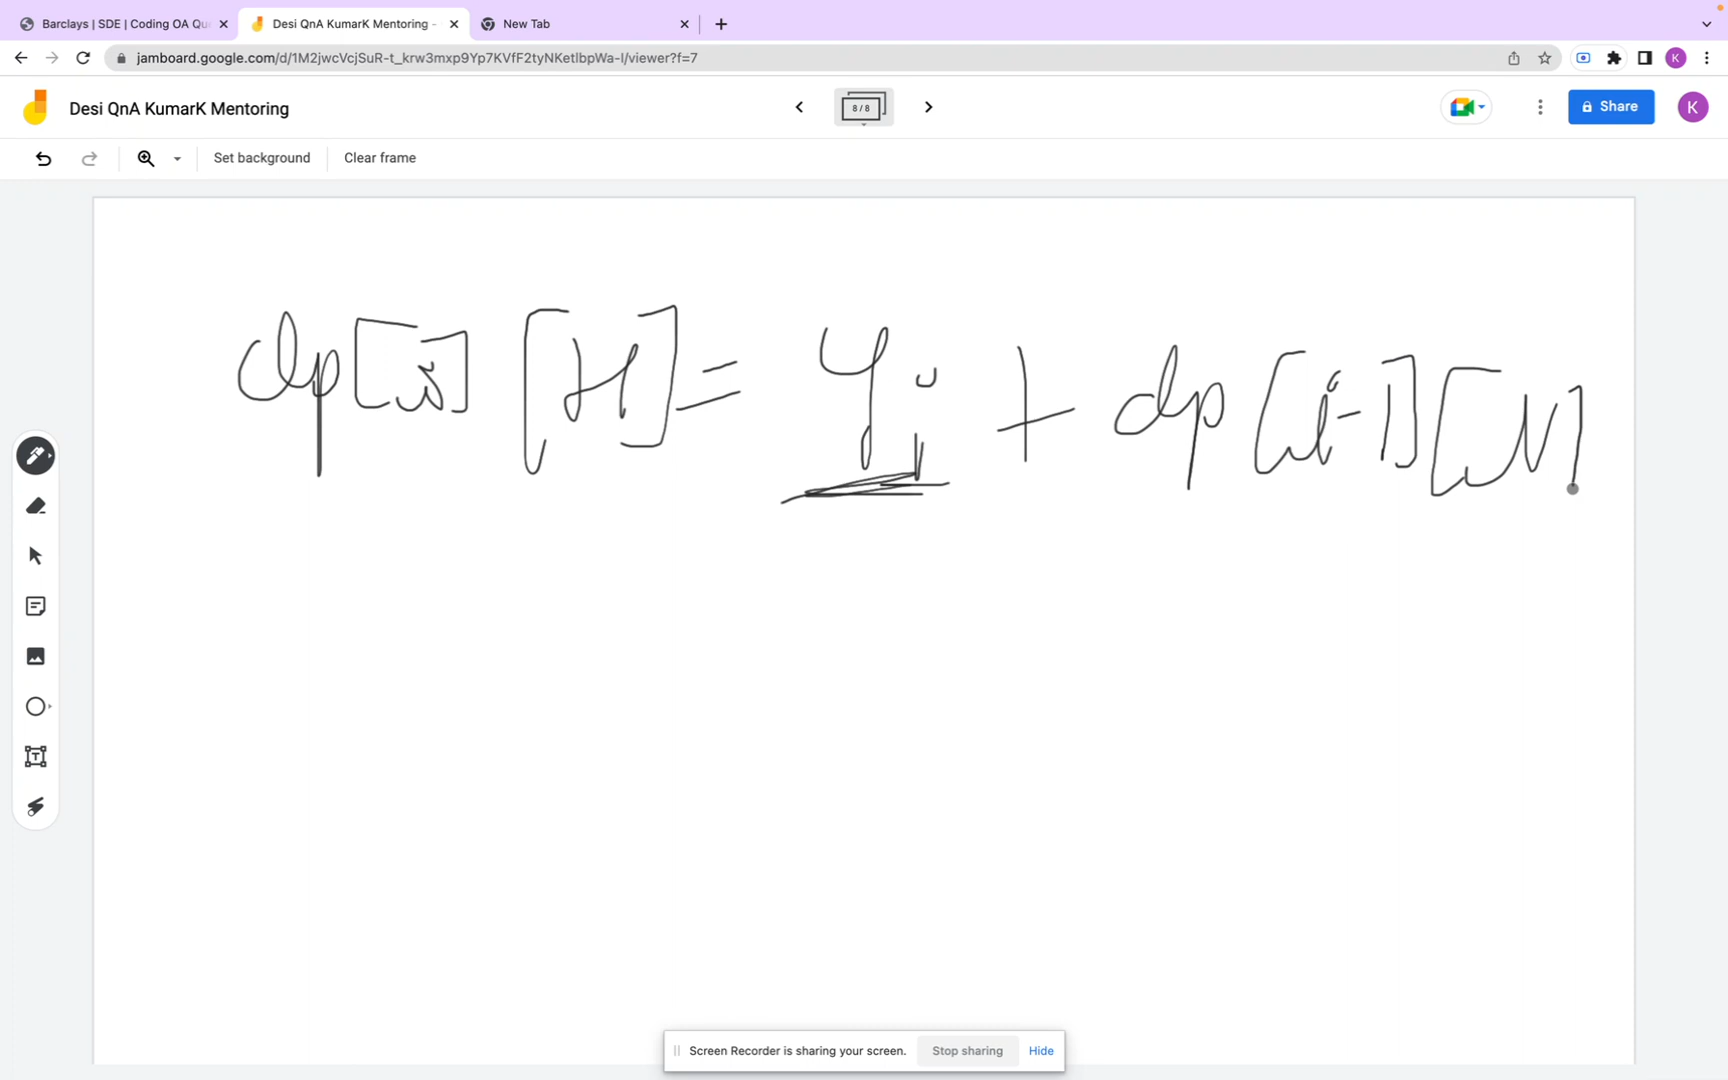 Barclays | SDE | Coding OA Qu
Desi QnA KumarK Mentoring -
New Tab
jamboard.google.com/d/1M2jwcVcjSuR-t_krw3mxp9Yp7KVfF2tyNKetlbpWa-I/viewer?f=7
K
Desi QnA KumarK Mentoring
8 / 8
Share
K
Set background
Clear frame
dp[i] [H] = Yi + dp[i-1][N]
Screen Recorder is sharing your screen.
Stop sharing
Hide